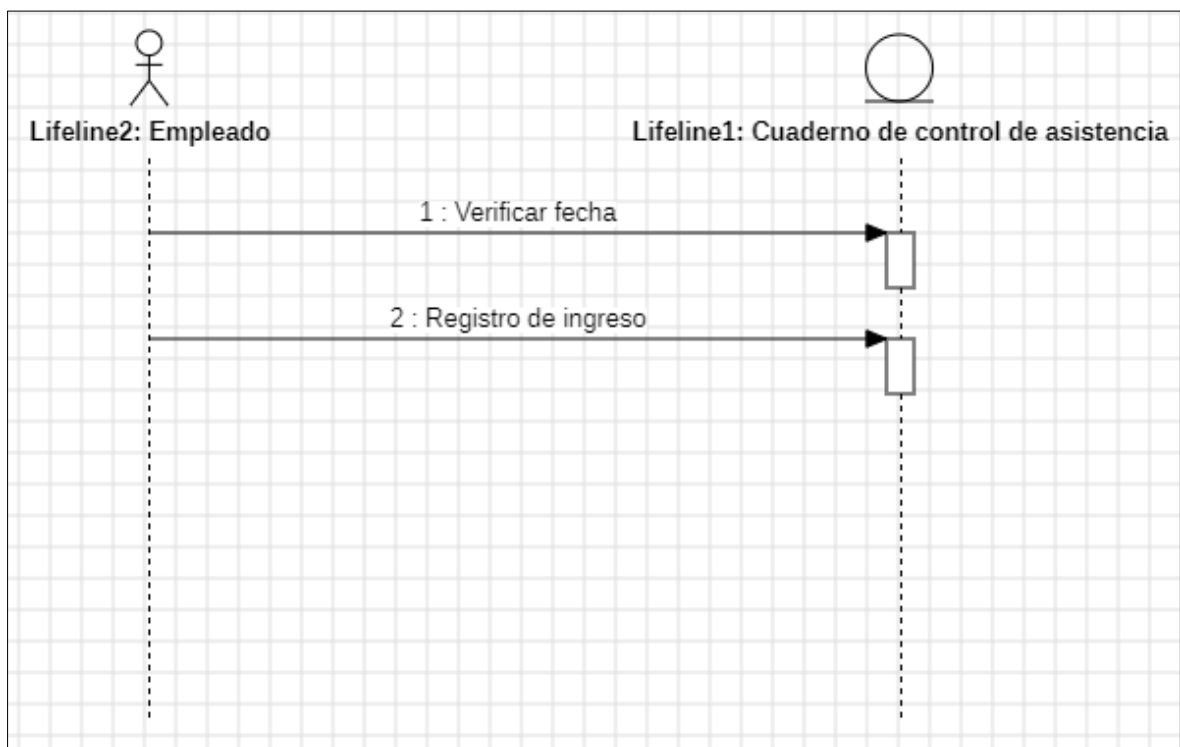 Lifeline2: Empleado
Lifeline1: Cuaderno de control de asistencia
1 : Verificar fecha
2 : Registro de ingreso